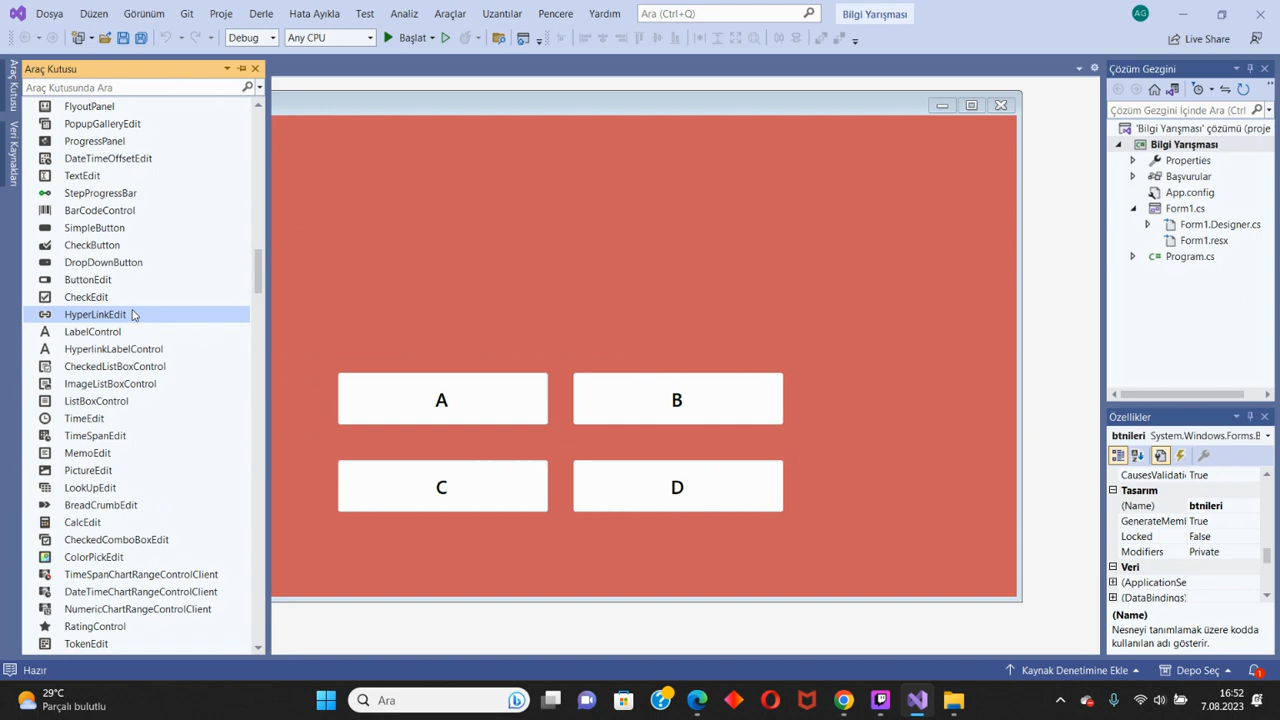 Dosya Düzen Görünüm Git Proje Derle Hata Ayıkla Test Analiz Araçlar Uzantılar Pencere Yardım Ara (Ctrl+Q) Bilgi Yarışması AG
Debug Any CPU Başlat Live Share
Araç Kutusu
Veri Kaynakları
Araç Kutusu
Araç Kutusunda Ara
FlyoutPanel
PopupGalleryEdit
ProgressPanel
DateTimeOffsetEdit
TextEdit
StepProgressBar
BarCodeControl
SimpleButton
CheckButton
DropDownButton
ButtonEdit
CheckEdit
HyperLinkEdit
LabelControl
HyperlinkLabelControl
CheckedListBoxControl
ImageListBoxControl
ListBoxControl
TimeEdit
TimeSpanEdit
MemoEdit
PictureEdit
LookUpEdit
BreadCrumbEdit
CalcEdit
CheckedComboBoxEdit
ColorPickEdit
TimeSpanChartRangeControlClient
DateTimeChartRangeControlClient
NumericChartRangeControlClient
RatingControl
TokenEdit
A B
C D
Çözüm Gezgini
Çözüm Gezgini İçinde Ara (Ctrl
'Bilgi Yarışması' çözümü (proje
Bilgi Yarışması
Properties
Başvurular
App.config
Form1.cs
Form1.Designer.cs
Form1.resx
Program.cs
Özellikler
btnileri System.Windows.Forms.B
CausesValidati True
Tasarım
(Name) btnileri
GenerateMemi True
Locked False
Modifiers Private
Veri
(ApplicationSe
(DataBindings)
(Name)
Nesneyi tanımlamak üzere kodda
kullanılan adı gösterir.
Hazır Kaynak Denetimine Ekle Depo Seç 1
29°C
Parçalı bulutlu
Ara
16:52
7.08.2023